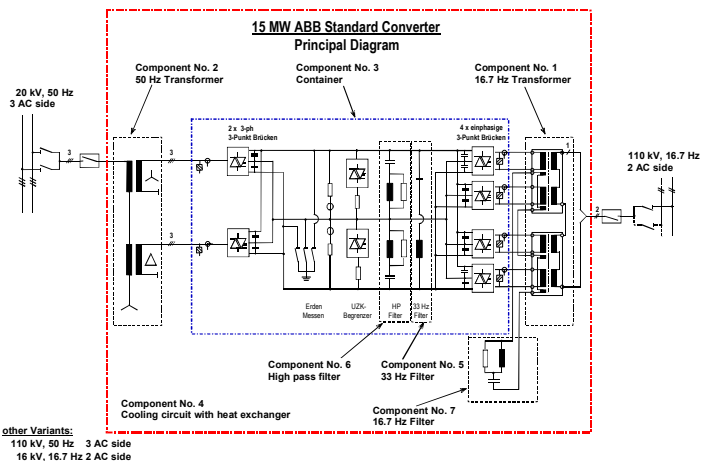 15 MW ABB Standard Converter
Principal Diagram
Component No. 2
50 Hz Transformer
Component No. 3
Container
Component No. 1
16.7 Hz Transformer
20 kV, 50 Hz
3 AC side
2 x 3-ph
3-Punkt Brücken
4 x einphasige
3-Punkt Brücken
110 kV, 16.7 Hz
2 AC side
3
3
3
1
2
Erden
Messen
UZK-
Begrenzer
HP
Filter
33 Hz
Filter
Component No. 6
High pass filter
Component No. 5
33 Hz Filter
Component No. 4
Cooling circuit with heat exchanger
Component No. 7
16.7 Hz Filter
other Variants:
110 kV, 50 Hz 3 AC side
16 kV, 16.7 Hz 2 AC side